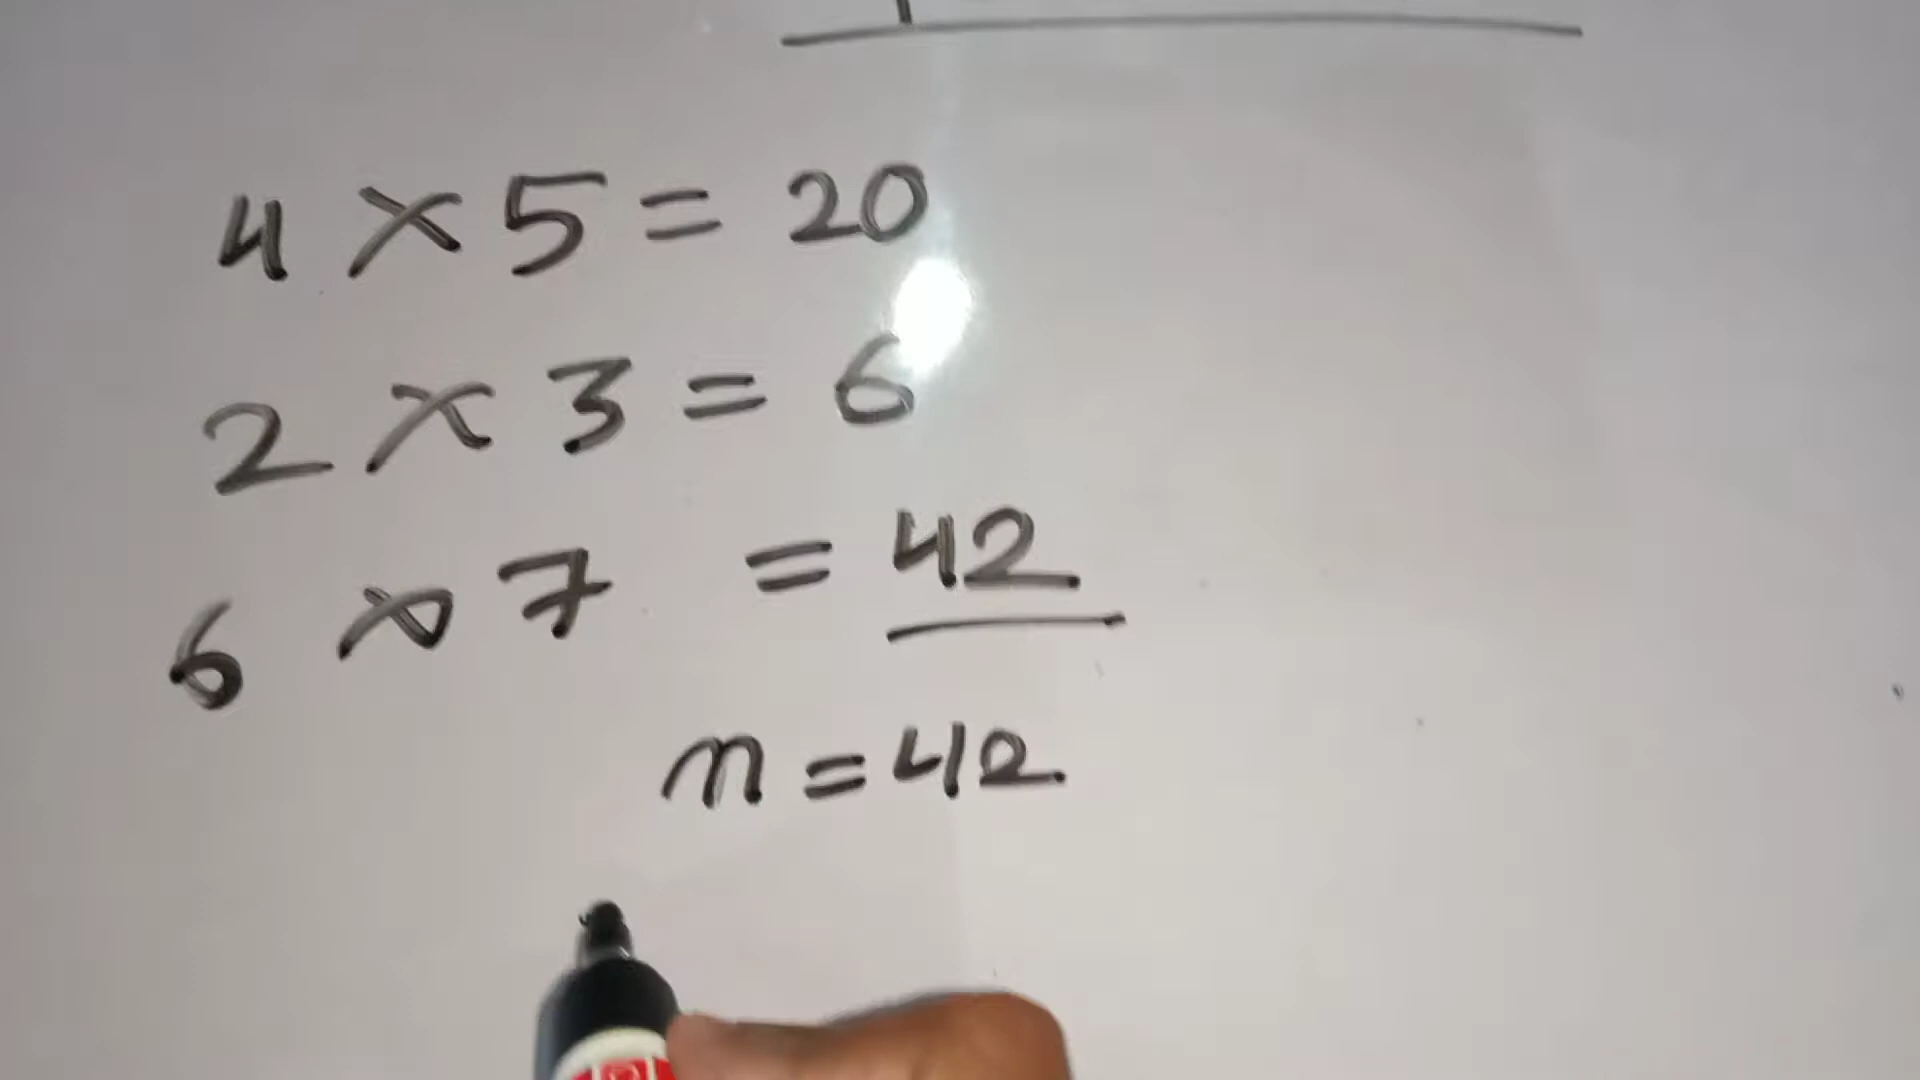 4 × 5 = 20
2 × 3 = 6
6 × 7 = 42
n = 42